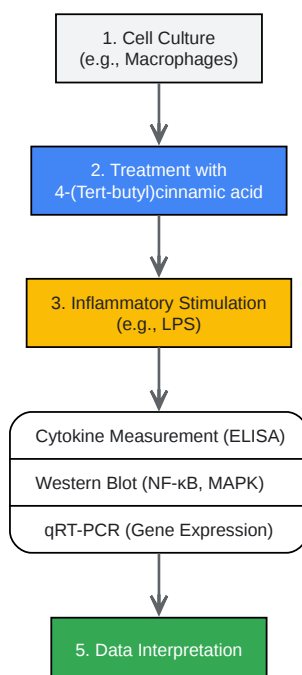 1. Cell Culture
(e.g., Macrophages)
2. Treatment with
4-(Tert-butyl)cinnamic acid
3. Inflammatory Stimulation
(e.g., LPS)
Cytokine Measurement (ELISA)
Western Blot (NF-κB, MAPK)
qRT-PCR (Gene Expression)
5. Data Interpretation